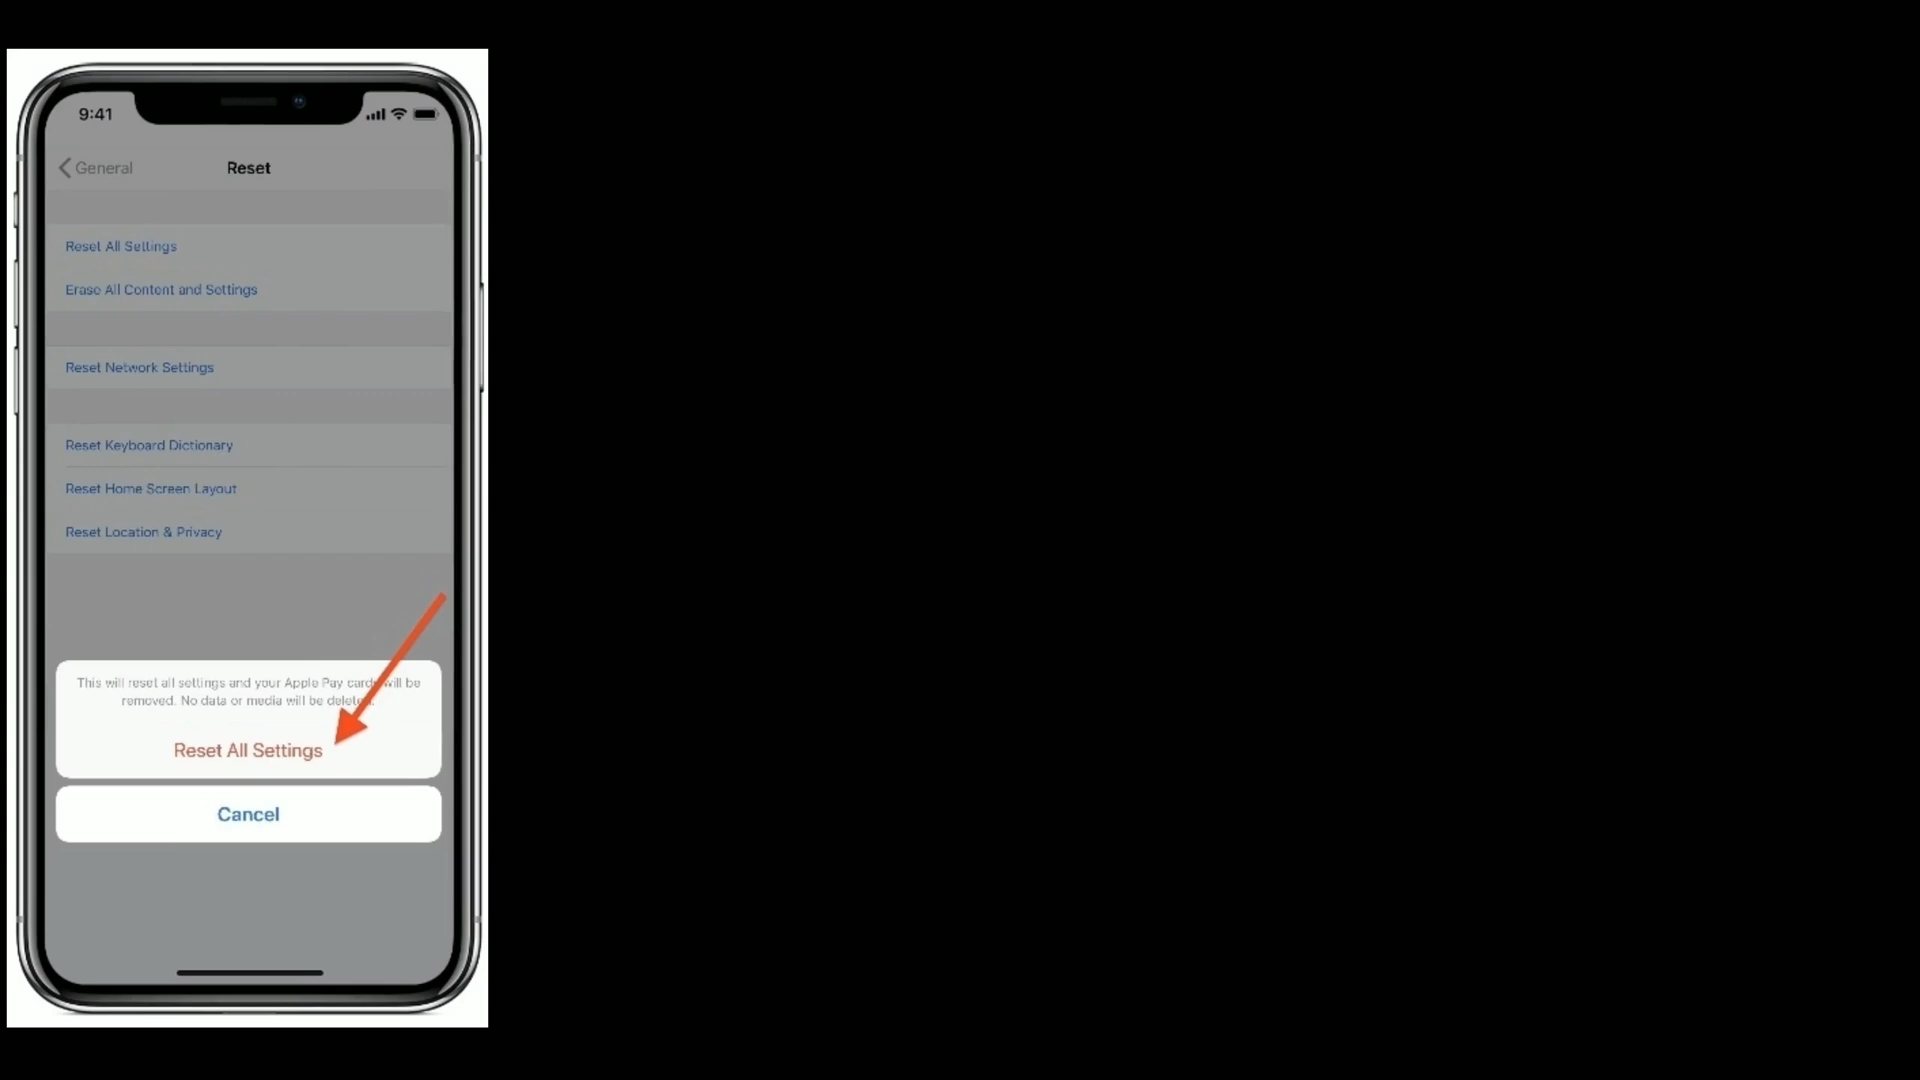 9:41
General
Reset
Reset All Settings
Erase All Content and Settings
Reset Network Settings
Reset Keyboard Dictionary
Reset Home Screen Layout
Reset Location & Privacy
This will reset all settings and your Apple Pay cards will be
removed. No data or media will be deleted.
Reset All Settings
Cancel